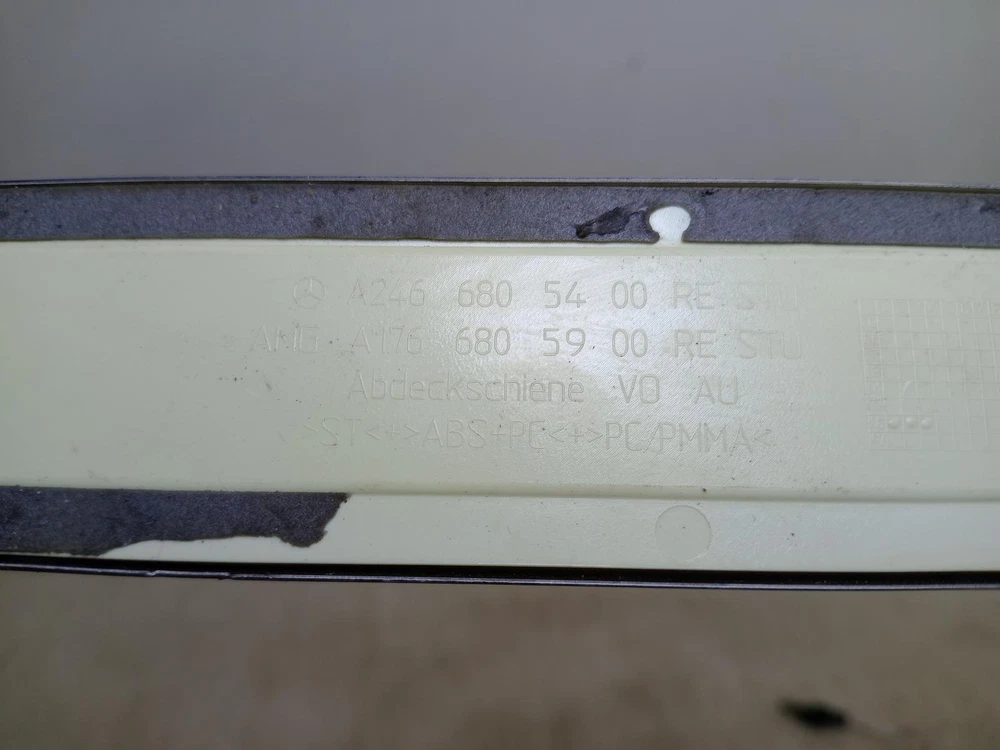 A246 680 54 00 RE STU
AMG A176 680 59 00 RE STU
Abdeckschiene VO AU
>ST<+>ABS+PC<+>PC/PMMA<